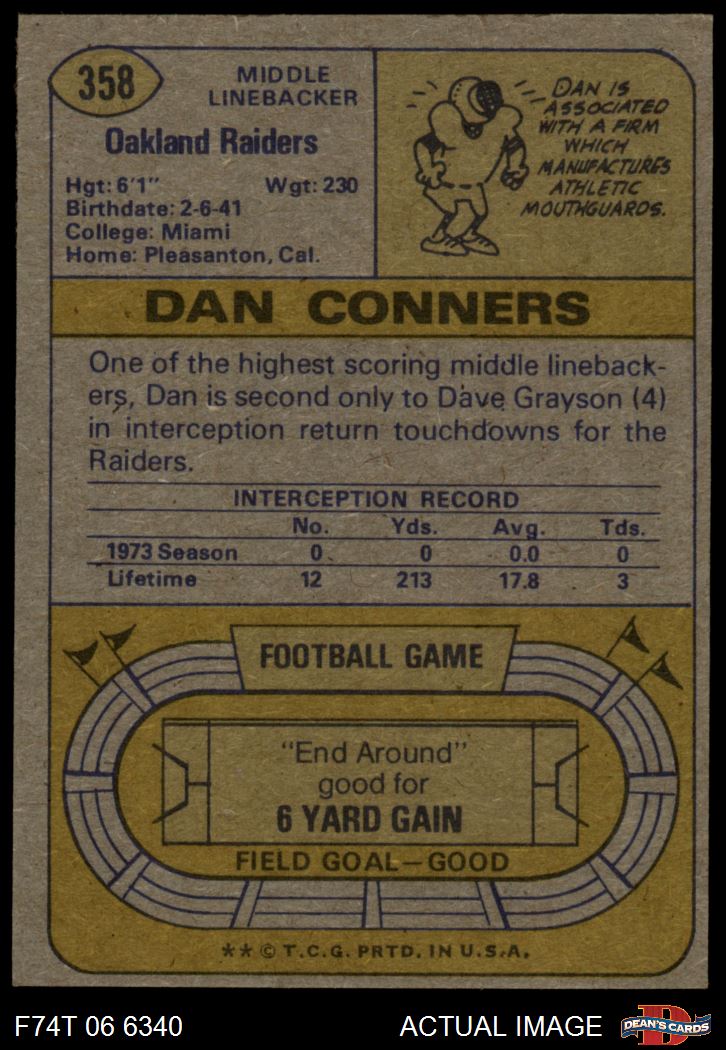 358
MIDDLE
LINEBACKER
Oakland Raiders
Hgt: 6'1" Wgt: 230
Birthdate: 2-6-41
College: Miami
Home: Pleasanton, Cal.
DAN IS
ASSOCIATED
WITH A FIRM
WHICH
MANUFACTURES
ATHLETIC
MOUTHGUARDS.
DAN CONNERS
One of the highest scoring middle lineback-
ers, Dan is second only to Dave Grayson (4)
in interception return touchdowns for the
Raiders.
INTERCEPTION RECORD
No. Yds. Avg. Tds.
1973 Season 0 0 0.0 0
Lifetime 12 213 17.8 3
FOOTBALL GAME
"End Around"
good for
6 YARD GAIN
FIELD GOAL—GOOD
** © T.C.G. PRTD. IN U.S.A.
F74T 06 6340 ACTUAL IMAGE
D
DEAN'S CARDS